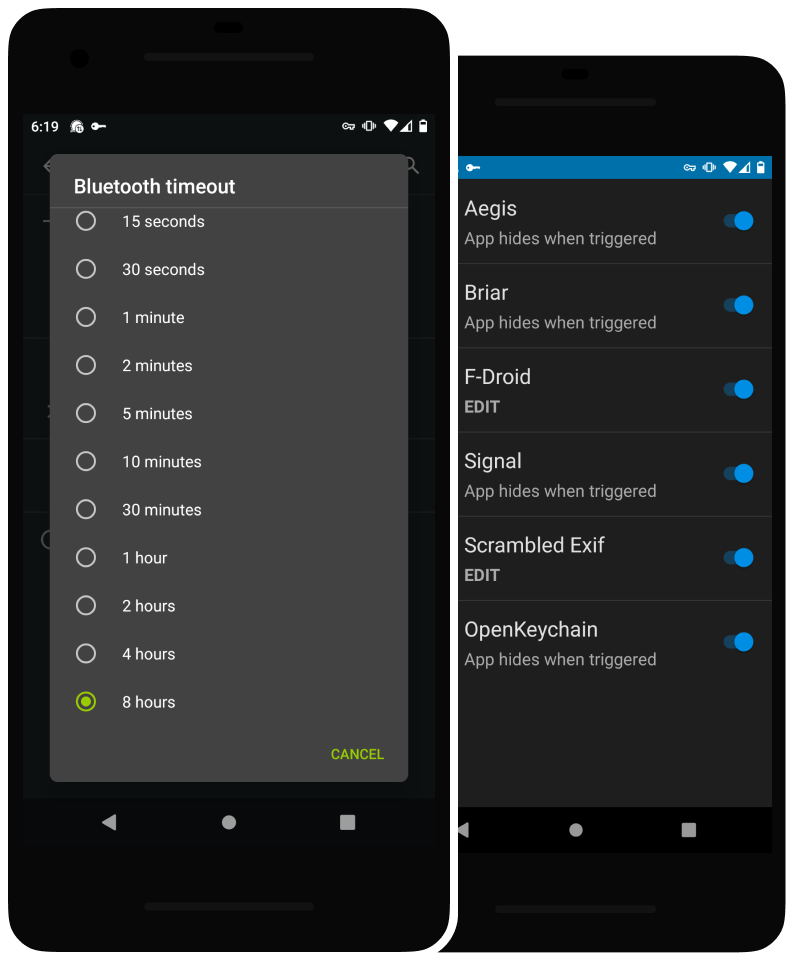 6:19
Bluetooth timeout
15 seconds
30 seconds
1 minute
2 minutes
5 minutes
10 minutes
30 minutes
1 hour
2 hours
4 hours
8 hours
CANCEL
Aegis
App hides when triggered
Briar
App hides when triggered
F-Droid
EDIT
Signal
App hides when triggered
Scrambled Exif
EDIT
OpenKeychain
App hides when triggered